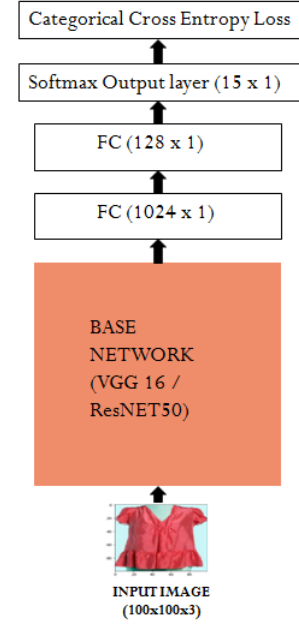 Categorical Cross Entropy Loss
Softmax Output layer (15 x 1)
FC (128 x 1)
FC (1024 x 1)
BASE
NETWORK
(VGG 16 /
ResNET50)
INPUT IMAGE
(100x100x3)